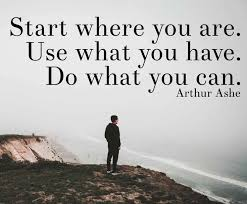 Start where you are.
Use what you have.
Do what you can.
Arthur Ashe